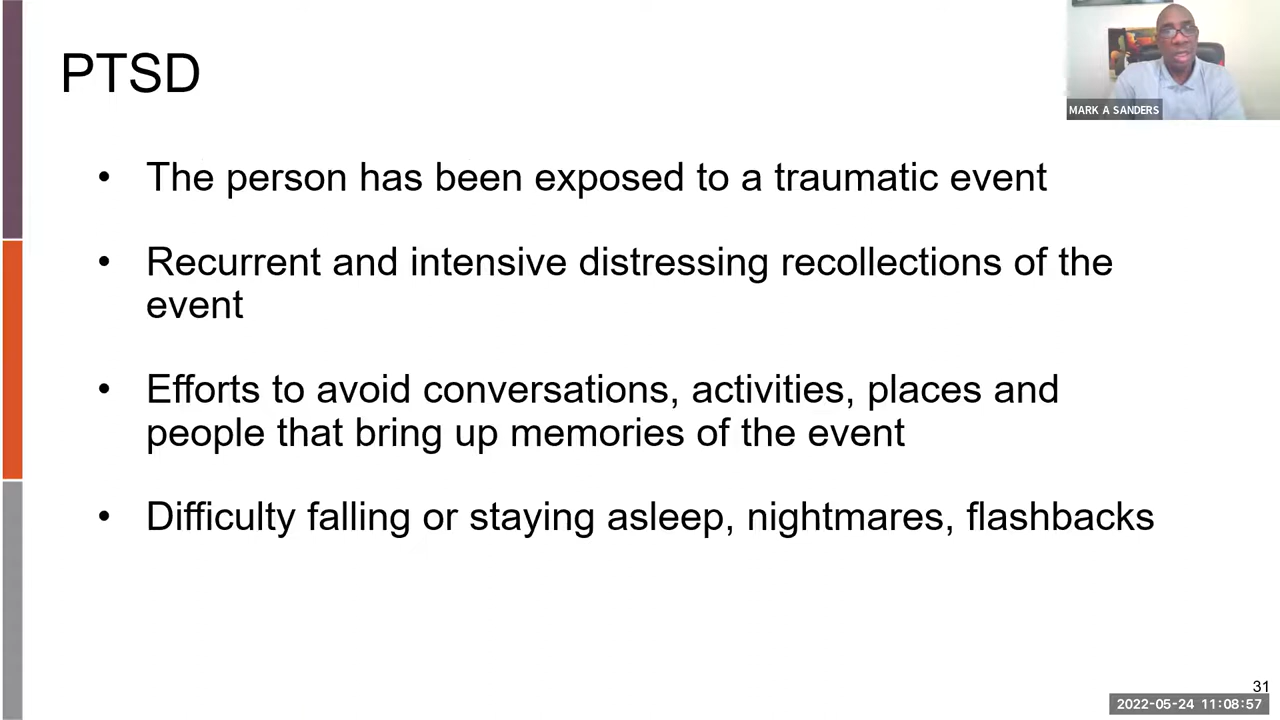 PTSD
MARK A SANDERS
• The person has been exposed to a traumatic event
• Recurrent and intensive distressing recollections of the
event
• Efforts to avoid conversations, activities, places and
people that bring up memories of the event
• Difficulty falling or staying asleep, nightmares, flashbacks
31
2022-05-24 11:08:57